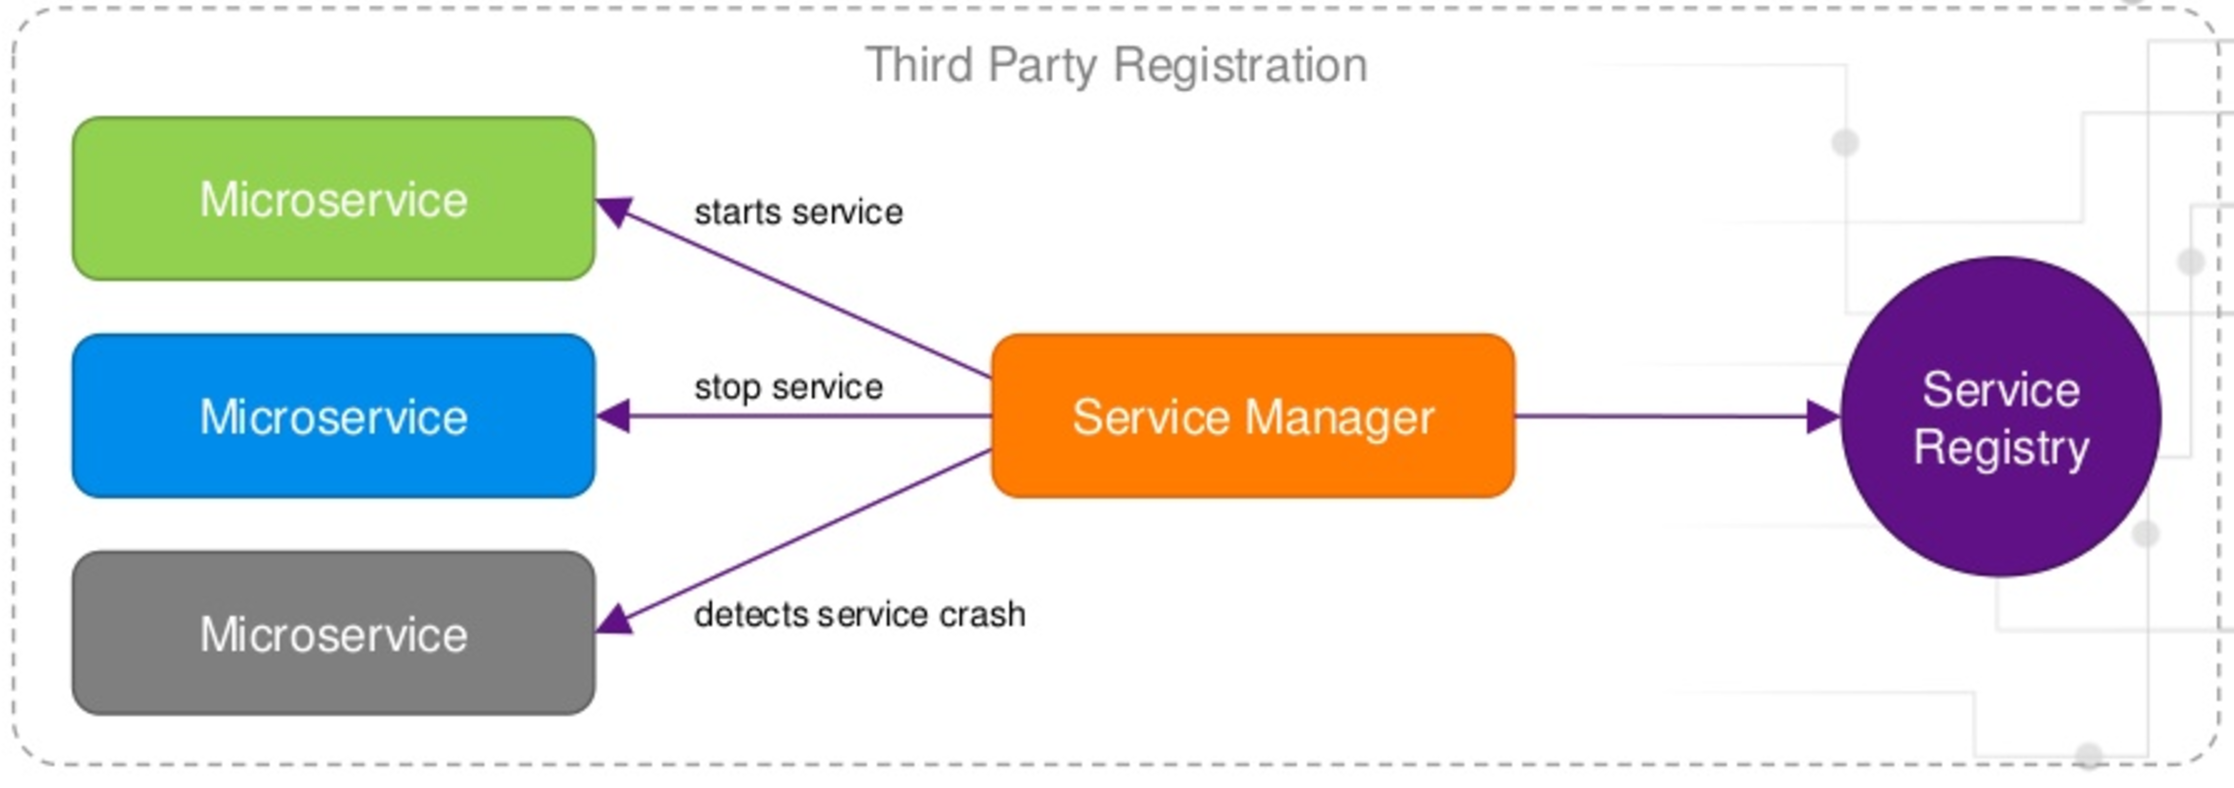 Third Party Registration
Microservice
starts service
Microservice
stop service
Service Manager
Service
Registry
Microservice
detects service crash